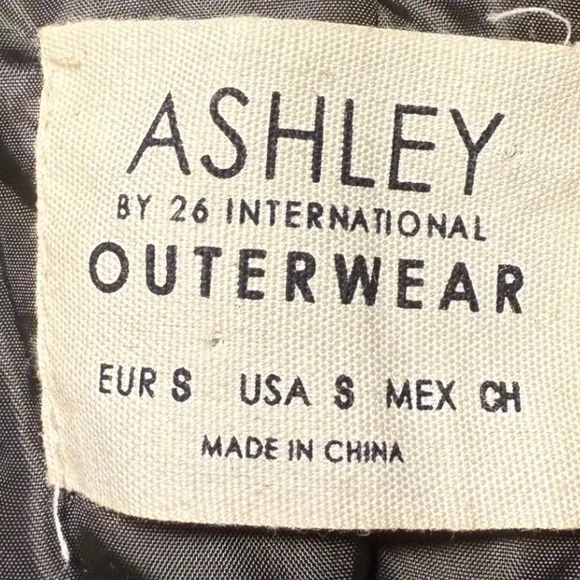 ASHLEY
BY 26 INTERNATIONAL
OUTERWEAR
EUR S USA S MEX CH
MADE IN CHINA